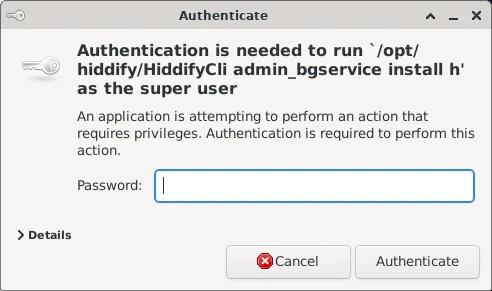 Authenticate
Authentication is needed to run `/opt/
hiddify/HiddifyCli admin_bgservice install h'
as the super user
An application is attempting to perform an action that
requires privileges. Authentication is required to perform this
action.
Password:
Details
Cancel
Authenticate